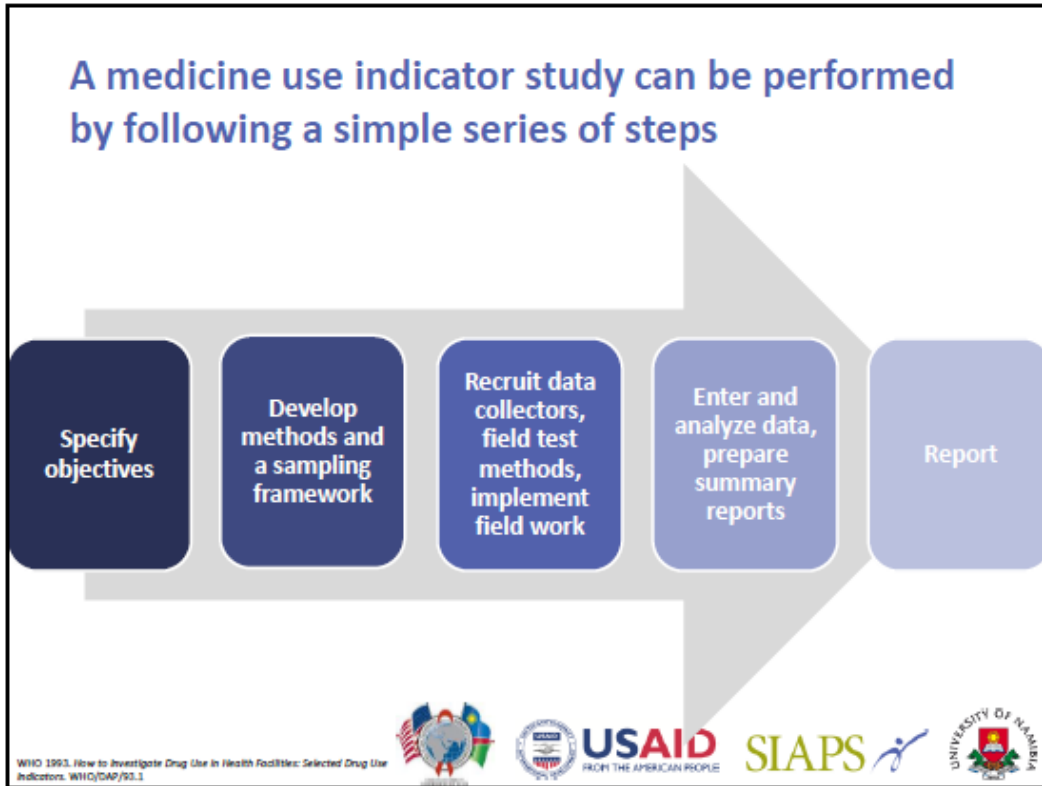 A medicine use indicator study can be performed
by following a simple series of steps
Specify
objectives
Develop
methods and
a sampling
framework
Recruit data
collectors,
field test
methods,
implement
field work
Enter and
analyze data,
prepare
summary
reports
Report
WHO 1993. How to Investigate Drug Use in Health Facilities: Selected Drug Use
Indicators. WHO/DAP/93.1
USAID
USAID
FROM THE AMERICAN PEOPLE
SIAPS
UNIVERSITY OF NAMIBIA